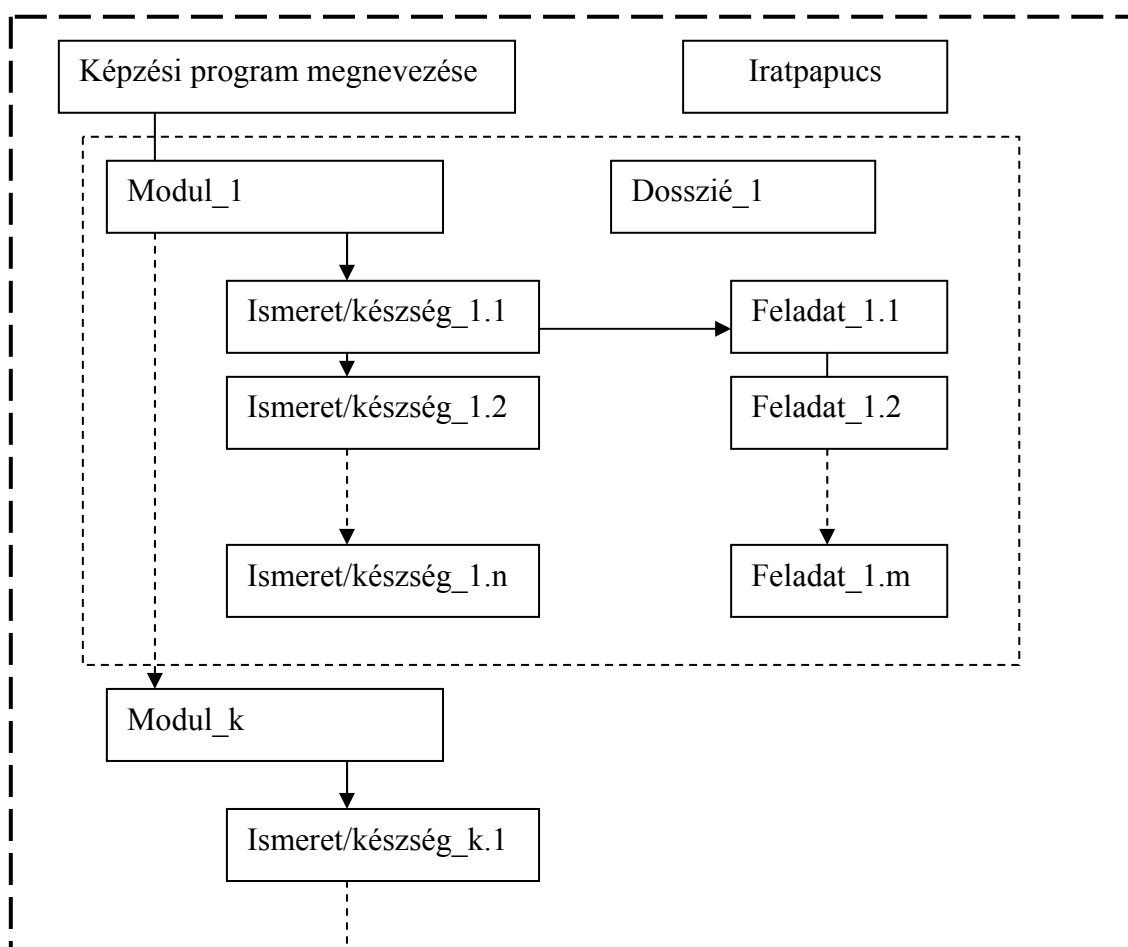 Képzési program megnevezése
Iratpapucs
Modul_1
Dosszié_1
Ismeret/készség_1.1
Feladat_1.1
Ismeret/készség_1.2
Feladat_1.2
Ismeret/készség_1.n
Feladat_1.m
Modul_k
Ismeret/készség_k.1